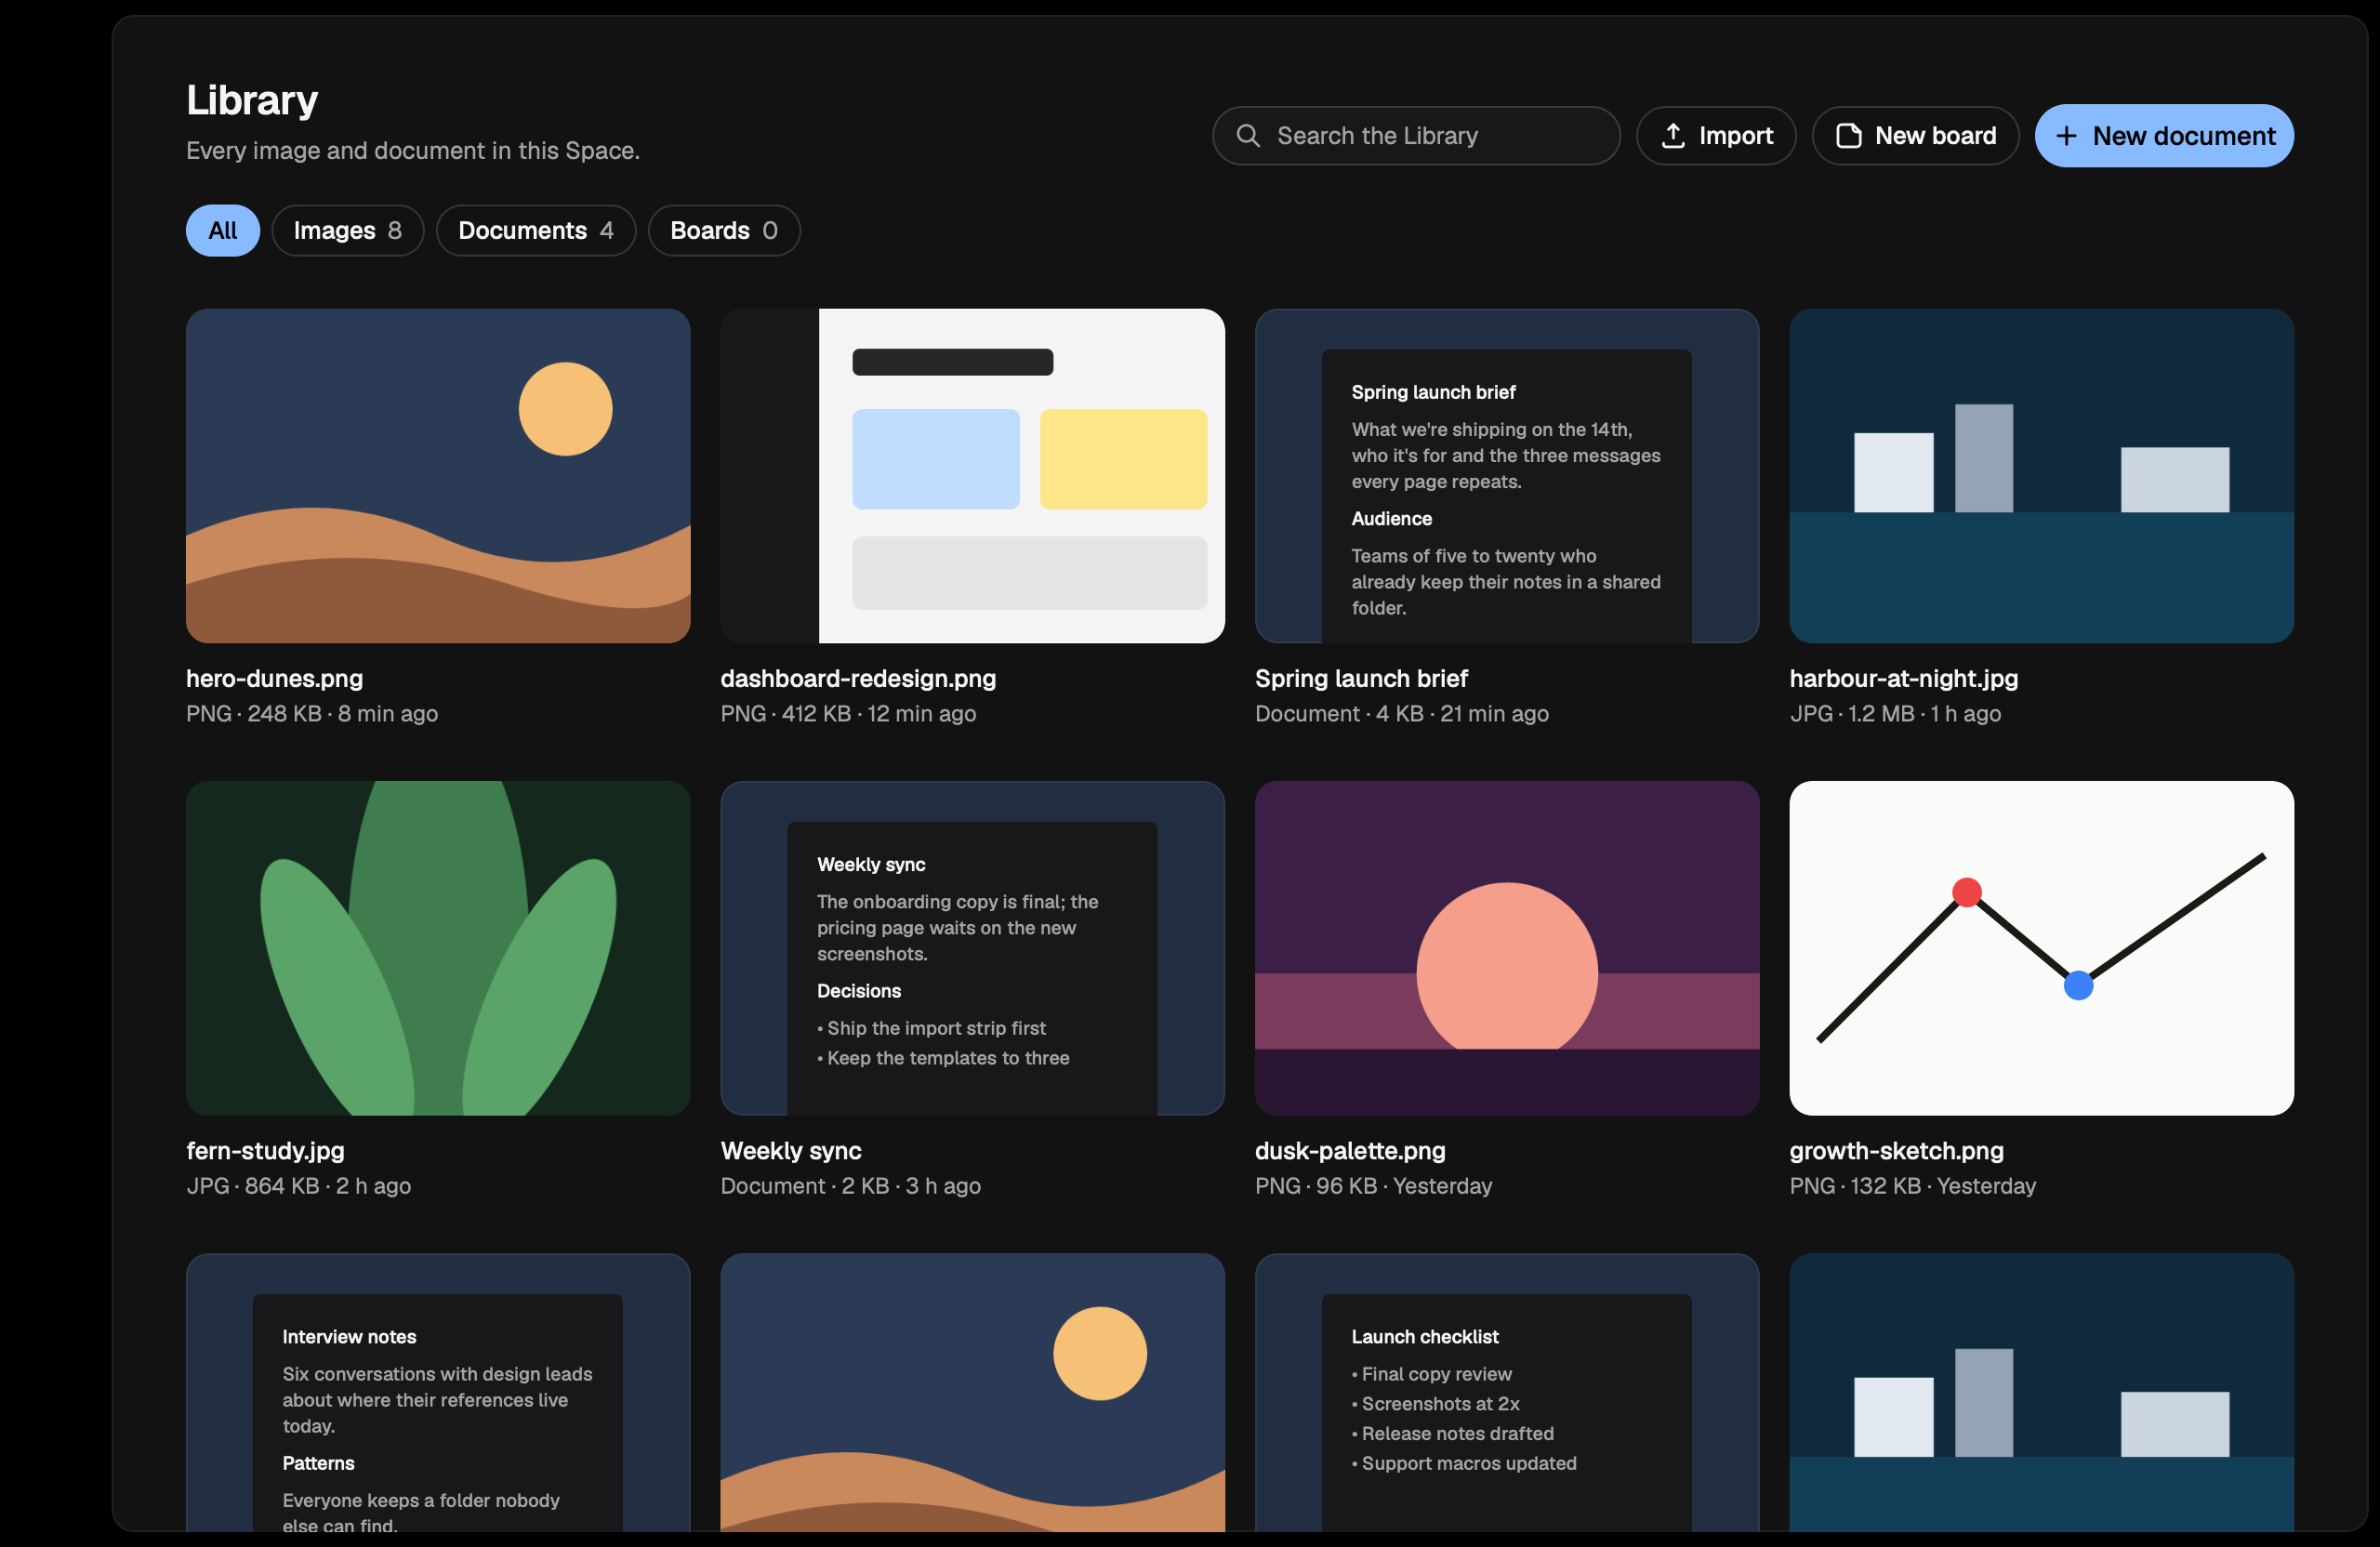 Library
Every image and document in this Space.
Search the Library
Import
New board
New document
All
Images 8
Documents 4
Boards 0
Spring launch brief
What we're shipping on the 14th,
who it's for and the three messages
every page repeats.
Audience
Teams of five to twenty who
already keep their notes in a shared
folder.
hero-dunes.png
PNG · 248 KB · 8 min ago
dashboard-redesign.png
PNG · 412 KB · 12 min ago
Spring launch brief
Document · 4 KB · 21 min ago
harbour-at-night.jpg
JPG · 1.2 MB · 1 h ago
Weekly sync
The onboarding copy is final; the
pricing page waits on the new
screenshots.
Decisions
• Ship the import strip first
• Keep the templates to three
fern-study.jpg
JPG · 864 KB · 2 h ago
Weekly sync
Document · 2 KB · 3 h ago
dusk-palette.png
PNG · 96 KB · Yesterday
growth-sketch.png
PNG · 132 KB · Yesterday
Interview notes
Six conversations with design leads
about where their references live
today.
Patterns
Everyone keeps a folder nobody
else can find.
Launch checklist
• Final copy review
• Screenshots at 2x
• Release notes drafted
• Support macros updated